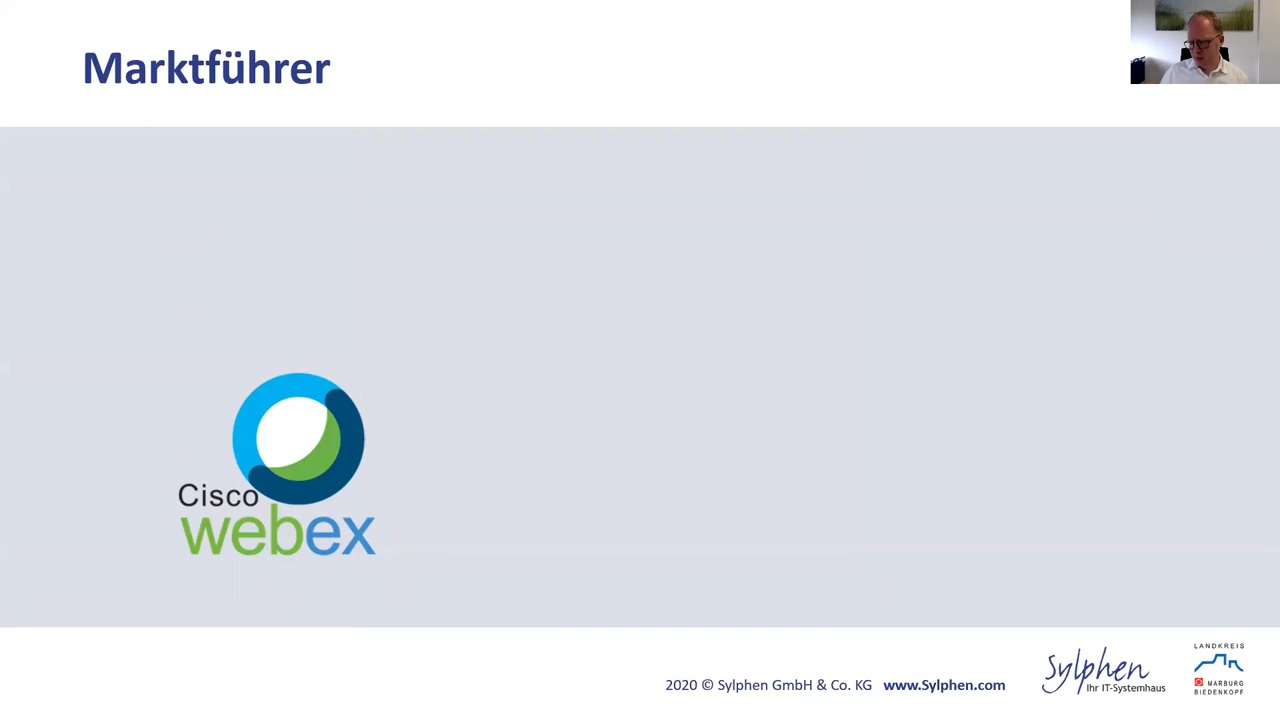 Marktführer
Cisco
webex
2020 © Sylphen GmbH & Co. KG www.Sylphen.com
Sylphen
Ihr IT-Systemhaus
LANDKREIS
MARBURG
BIEDENKOPF